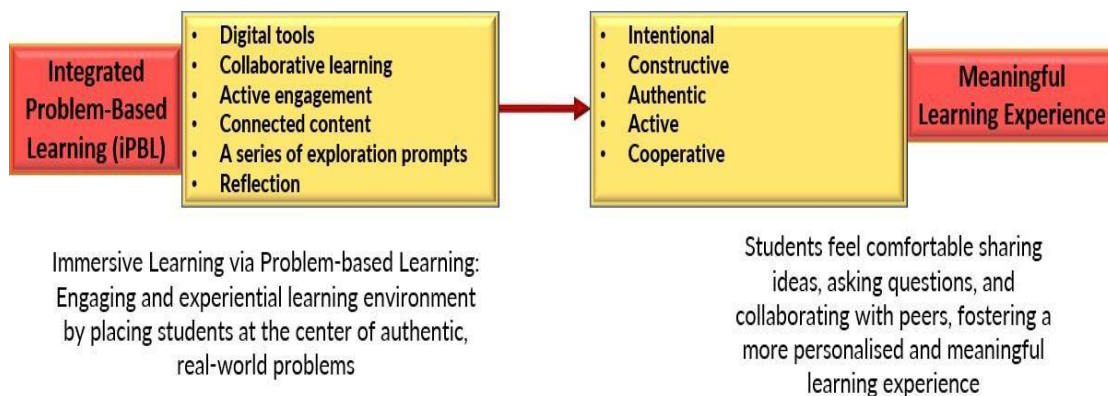 Integrated
Problem-Based
Learning (iPBL)
• Digital tools
• Collaborative learning
• Active engagement
• Connected content
• A series of exploration prompts
• Reflection
• Intentional
• Constructive
• Authentic
• Active
• Cooperative
Meaningful
Learning Experience
Immersive Learning via Problem-based Learning:
Engaging and experiential learning environment
by placing students at the center of authentic,
real-world problems
Students feel comfortable sharing
ideas, asking questions, and
collaborating with peers, fostering a
more personalised and meaningful
learning experience